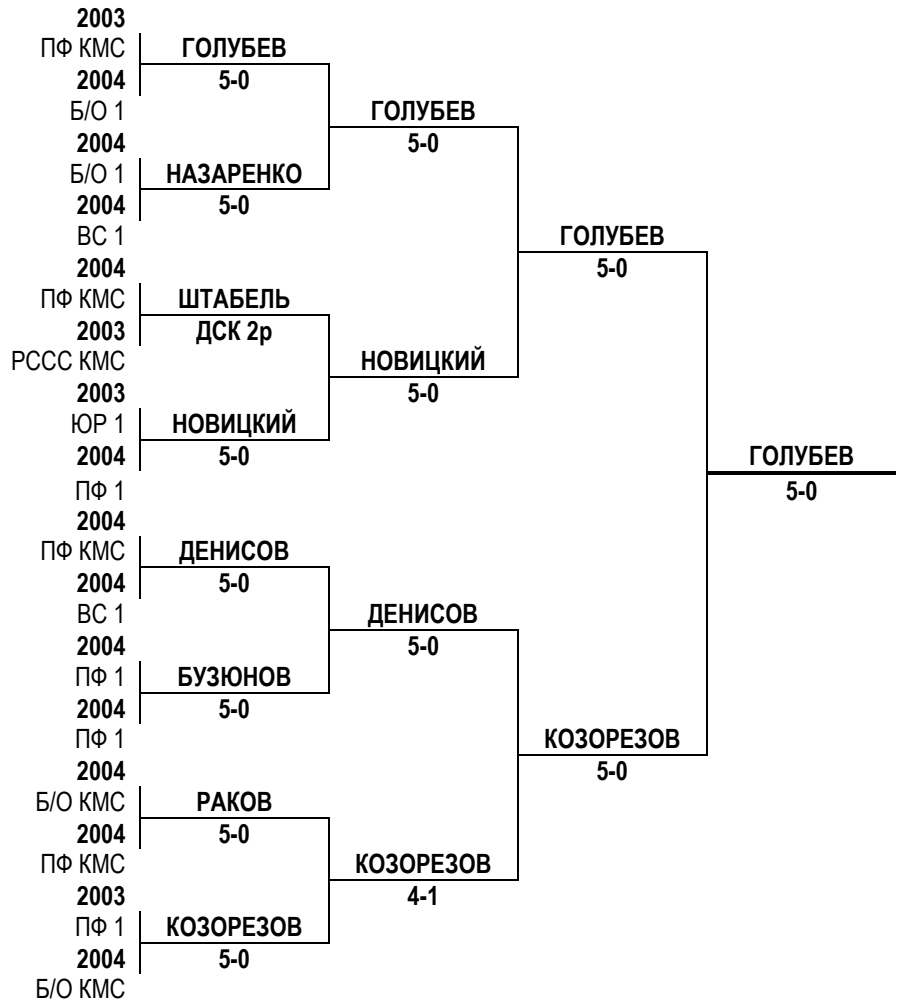 2003
ПФ КМС ГОЛУБЕВ
2004 5-0
Б/О 1 ГОЛУБЕВ
2004 5-0
Б/О 1 НАЗАРЕНКО
2004 5-0
ВС 1 ГОЛУБЕВ
2004 5-0
ПФ КМС ШТАБЕЛЬ
2003 ДСК 2р
РССС КМС НОВИЦКИЙ
2003 5-0
ЮР 1 НОВИЦКИЙ
2004 5-0 ГОЛУБЕВ
ПФ 1 5-0
2004
ПФ КМС ДЕНИСОВ
2004 5-0
ВС 1 ДЕНИСОВ
2004 5-0
ПФ 1 БУЗЮНОВ
2004 5-0
ПФ 1 КОЗОРЕЗОВ
2004 5-0
Б/О КМС РАКОВ
2004 5-0
ПФ КМС КОЗОРЕЗОВ
2003 4-1
ПФ 1 КОЗОРЕЗОВ
2004 5-0
Б/О КМС